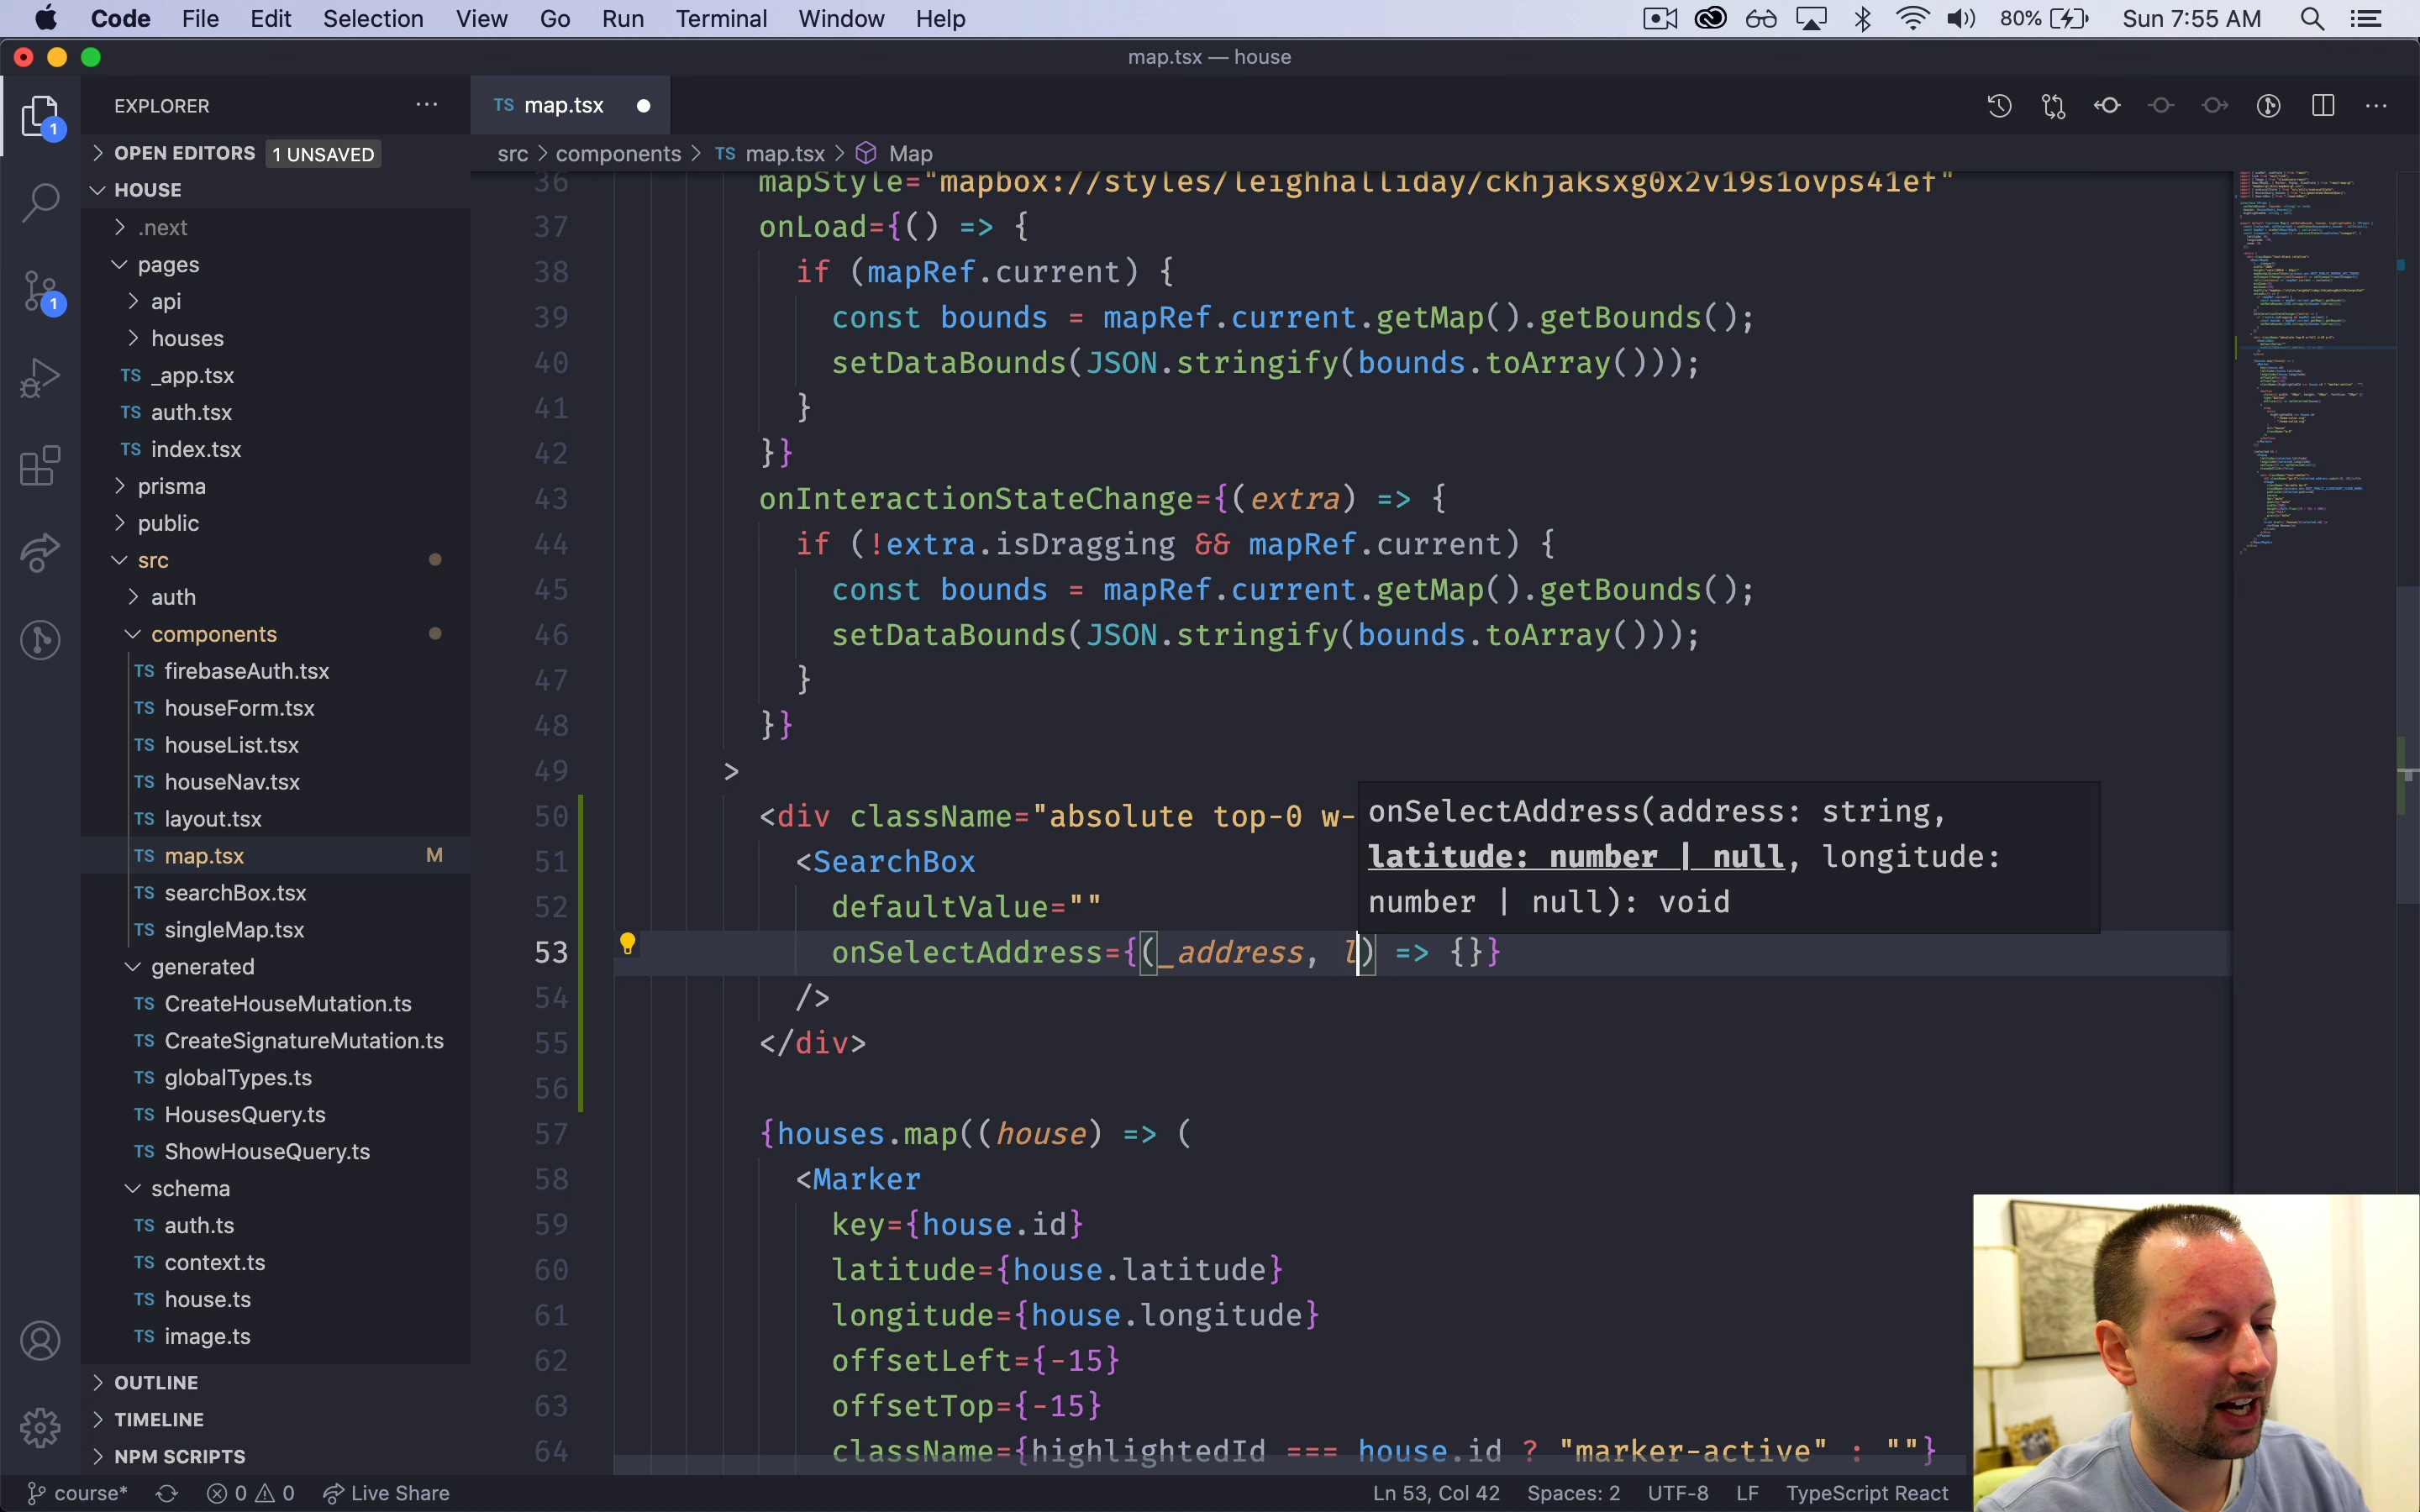 Code File Edit Selection View Go Run Terminal Window Help 80% Sun 7:55 AM
map.tsx — house
EXPLORER
TS map.tsx
OPEN EDITORS 1 UNSAVED
src > components > TS map.tsx > Map
HOUSE
.next
pages
api
houses
TS _app.tsx
TS auth.tsx
TS index.tsx
prisma
public
src
auth
components
TS firebaseAuth.tsx
TS houseForm.tsx
TS houseList.tsx
TS houseNav.tsx
TS layout.tsx
TS map.tsx M
TS searchBox.tsx
TS singleMap.tsx
generated
TS CreateHouseMutation.ts
TS CreateSignatureMutation.ts
TS globalTypes.ts
TS HousesQuery.ts
TS ShowHouseQuery.ts
schema
TS auth.ts
TS context.ts
TS house.ts
TS image.ts
OUTLINE
TIMELINE
NPM SCRIPTS
1
1
36 mapStyle="mapbox://styles/leighhalliday/ckhjaksxg0x2v19s1ovps41ef"
37 onLoad={() => {
38 if (mapRef.current) {
39 const bounds = mapRef.current.getMap().getBounds();
40 setDataBounds(JSON.stringify(bounds.toArray()));
41 }
42 }}
43 onInteractionStateChange={(extra) => {
44 if (!extra.isDragging && mapRef.current) {
45 const bounds = mapRef.current.getMap().getBounds();
46 setDataBounds(JSON.stringify(bounds.toArray()));
47 }
48 }}
49 >
50 <div className="absolute top-0 w-
51 <SearchBox
52 defaultValue=""
53 onSelectAddress={(_address, l) => {}}
54 />
55 </div>
56
57 {houses.map((house) => (
58 <Marker
59 key={house.id}
60 latitude={house.latitude}
61 longitude={house.longitude}
62 offsetLeft={-15}
63 offsetTop={-15}
64 className={highlightedId === house.id ? "marker-active" : ""}
onSelectAddress(address: string,
latitude: number | null, longitude:
number | null): void
course* 0 0 Live Share Ln 53, Col 42 Spaces: 2 UTF-8 LF TypeScript React